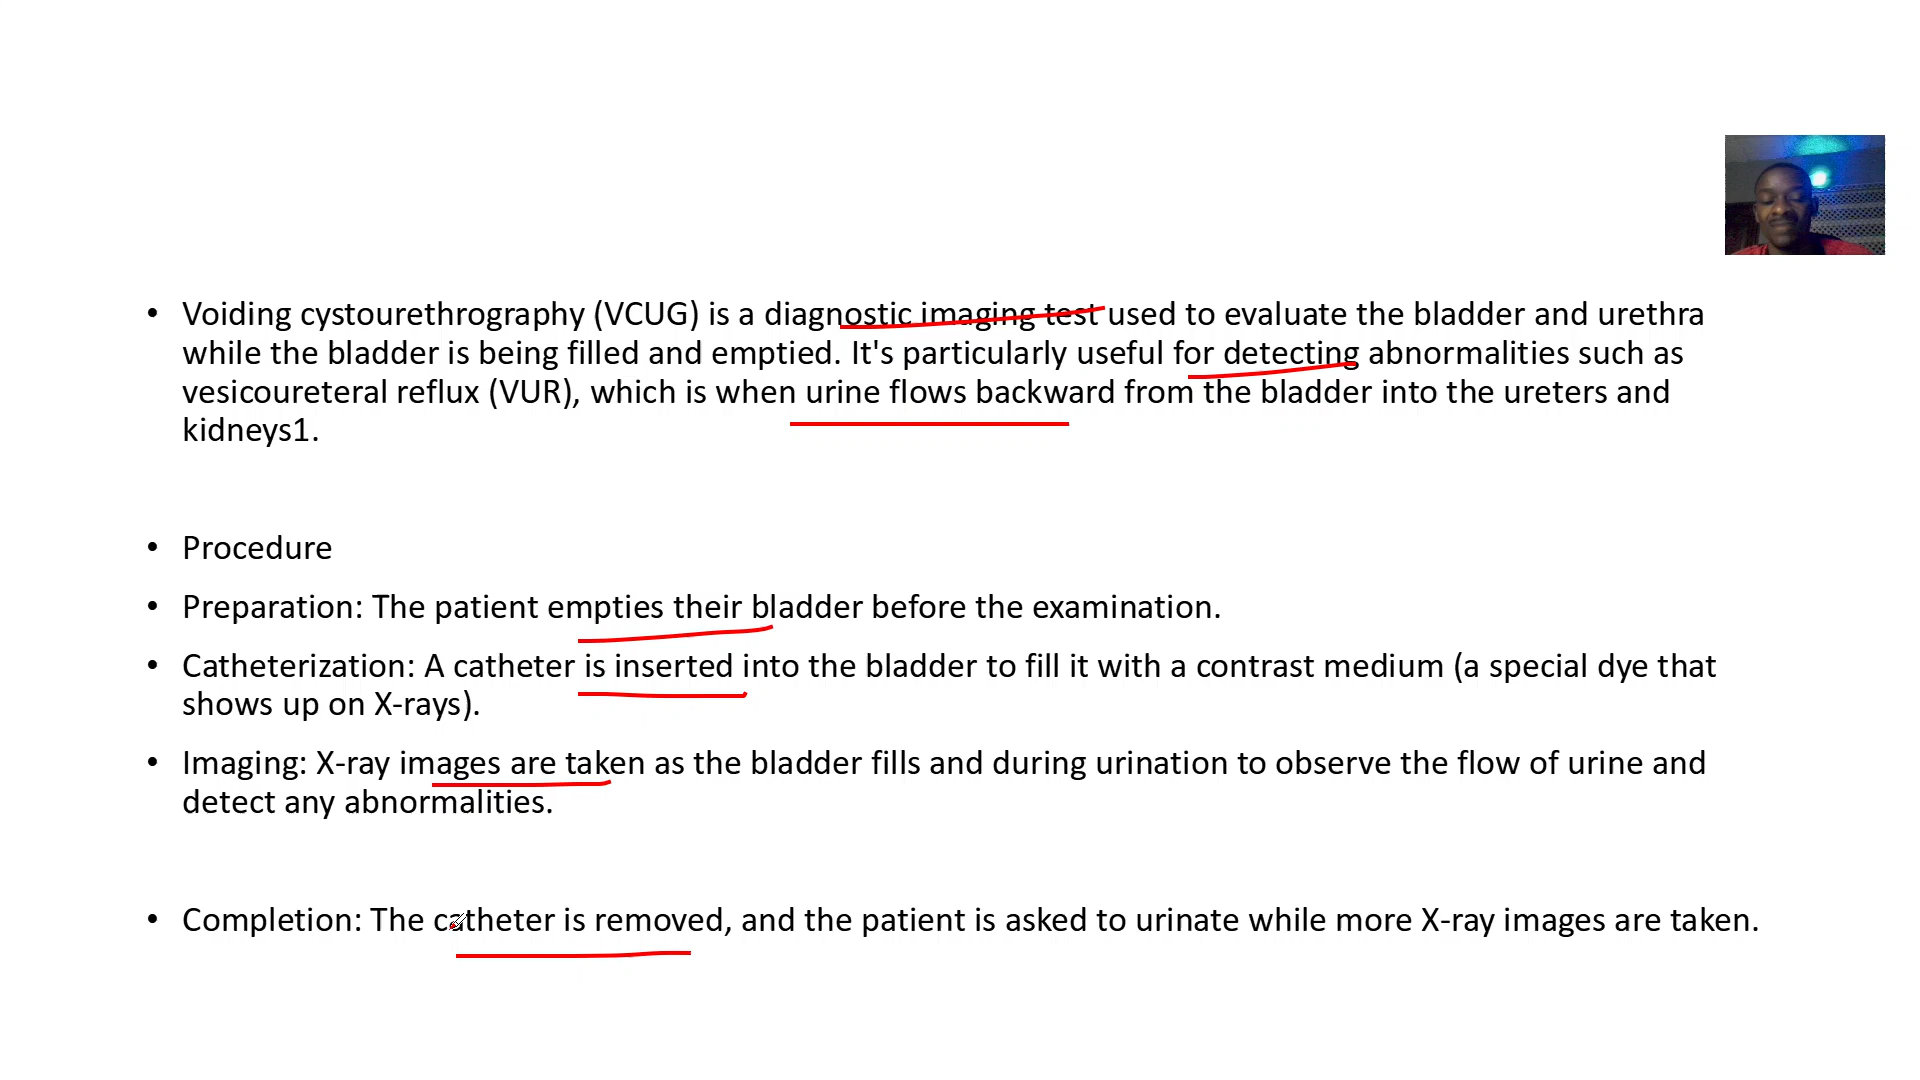 • Voiding cystourethrography (VCUG) is a diagnostic imaging test used to evaluate the bladder and urethra
while the bladder is being filled and emptied. It's particularly useful for detecting abnormalities such as
vesicoureteral reflux (VUR), which is when urine flows backward from the bladder into the ureters and
kidneys1.
• Procedure
• Preparation: The patient empties their bladder before the examination.
• Catheterization: A catheter is inserted into the bladder to fill it with a contrast medium (a special dye that
shows up on X-rays).
• Imaging: X-ray images are taken as the bladder fills and during urination to observe the flow of urine and
detect any abnormalities.
• Completion: The catheter is removed, and the patient is asked to urinate while more X-ray images are taken.